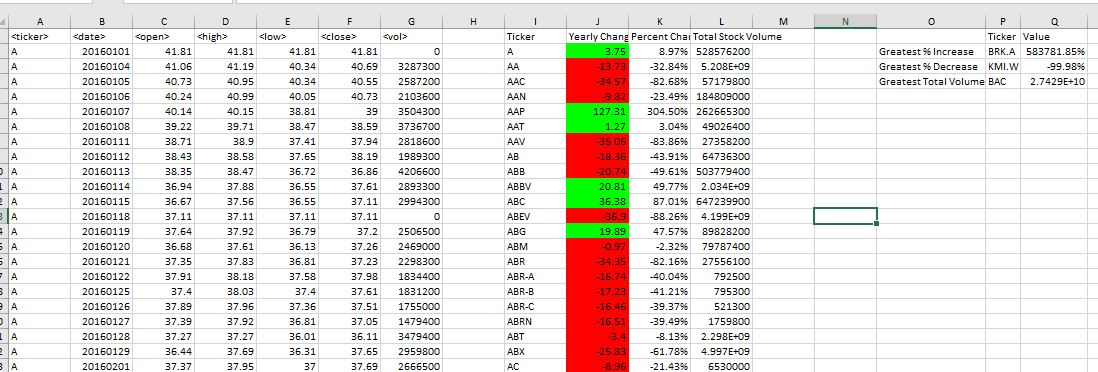 A B C D E F G H I J K L M N O P Q
<ticker> <date> <open> <high> <low> <close> <vol> Ticker Yearly Chang Percent Chan Total Stock Volume Ticker Value
A 20160101 41.81 41.81 41.81 41.81 0 A 3.75 8.97% 528576200 Greatest % Increase BRK.A 583781.85%
A 20160104 41.06 41.19 40.34 40.69 3287300 AA -13.73 -32.84% 5.208E+09 Greatest % Decrease KMI.W -99.98%
A 20160105 40.73 40.95 40.34 40.55 2587200 AAC -34.57 -82.68% 57179800 Greatest Total Volume BAC 2.7429E+10
A 20160106 40.24 40.99 40.05 40.73 2103600 AAN -9.82 -23.49% 184809000
A 20160107 40.14 40.15 38.81 39 3504300 AAP 127.31 304.50% 262665300
A 20160108 39.22 39.71 38.47 38.59 3736700 AAT 1.27 3.04% 49026400
A 20160111 38.71 38.9 37.41 37.94 2818600 AAV -35.06 -83.86% 27358200
A 20160112 38.43 38.58 37.65 38.19 1989300 AB -18.36 -43.91% 64736300
A 20160113 38.35 38.47 36.72 36.86 4206600 ABB -20.74 -49.61% 503779400
A 20160114 36.94 37.88 36.55 37.61 2893300 ABBV 20.81 49.77% 2.034E+09
A 20160115 36.67 37.56 36.55 37.11 2994300 ABC 36.38 87.01% 647239900
A 20160118 37.11 37.11 37.11 37.11 0 ABEV -36.9 -88.26% 4.199E+09
A 20160119 37.64 37.92 36.79 37.2 2506500 ABG 19.89 47.57% 89828200
A 20160120 36.68 37.61 36.13 37.26 2469000 ABM -0.97 -2.32% 79787400
A 20160121 37.35 37.83 36.81 37.23 2298300 ABR -34.35 -82.16% 27556100
A 20160122 37.91 38.18 37.58 37.98 1834400 ABR-A -16.74 -40.04% 792500
A 20160125 37.4 38.03 37.4 37.61 1831200 ABR-B -17.23 -41.21% 795300
A 20160126 37.89 37.96 37.36 37.51 1755000 ABR-C -16.46 -39.37% 521300
A 20160127 37.39 37.92 36.81 37.05 1479400 ABRN -16.51 -39.49% 1759800
A 20160128 37.27 37.27 36.01 36.11 3479400 ABT -3.4 -8.13% 2.298E+09
A 20160129 36.44 37.69 36.31 37.65 2959800 ABX -25.83 -61.78% 4.997E+09
A 20160201 37.37 37.95 37 37.69 2666500 AC -8.96 -21.43% 6530000